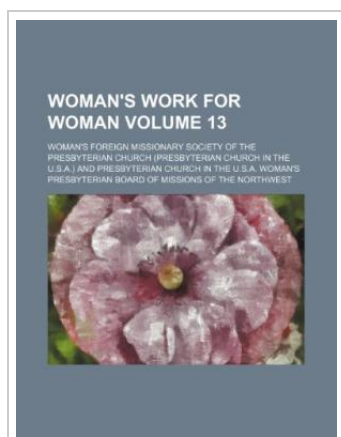 WOMAN'S WORK FOR
WOMAN VOLUME 13
WOMAN'S FOREIGN MISSIONARY SOCIETY OF THE
PRESBYTERIAN CHURCH (PRESBYTERIAN CHURCH IN THE
U.S.A.) AND PRESBYTERIAN CHURCH IN THE U.S.A. WOMAN'S
PRESBYTERIAN BOARD OF MISSIONS OF THE NORTHWEST